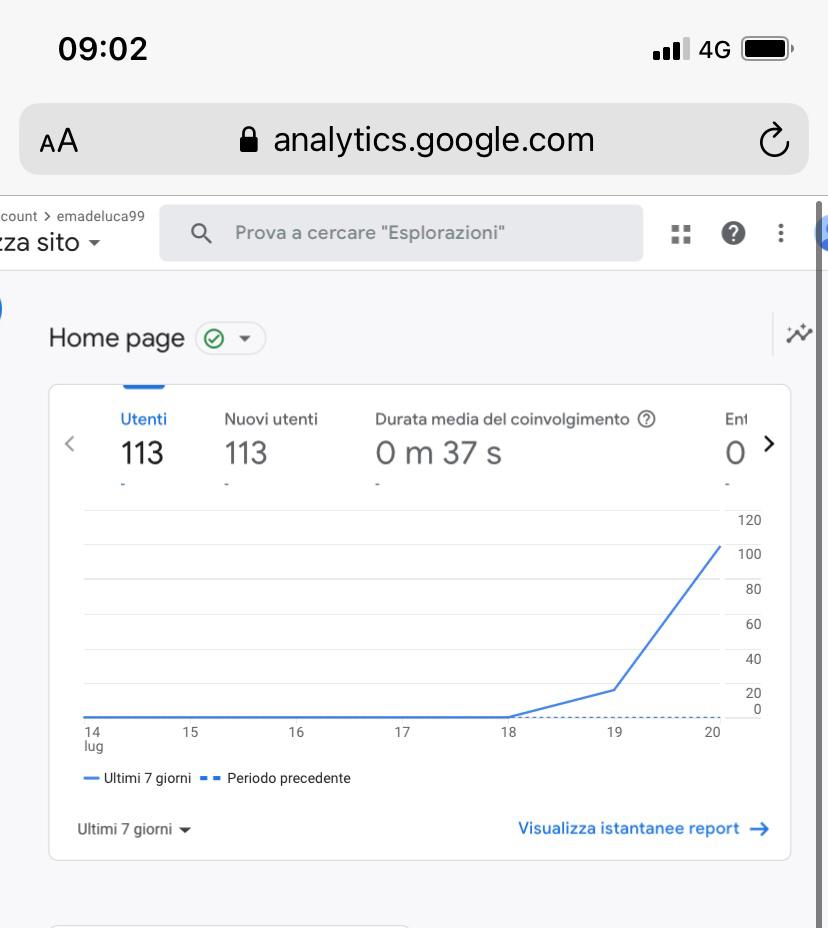 09:02
4G
AA
analytics.google.com
count > emadeluca99
zza sito
Prova a cercare "Esplorazioni"
Home page
Utenti
Nuovi utenti
Durata media del coinvolgimento
Ent
113
113
0 m 37 s
0
-
-
-
-
120
100
80
60
40
20
0
14
15
16
17
18
19
20
lug
Ultimi 7 giorni
Periodo precedente
Ultimi 7 giorni
Visualizza istantanee report